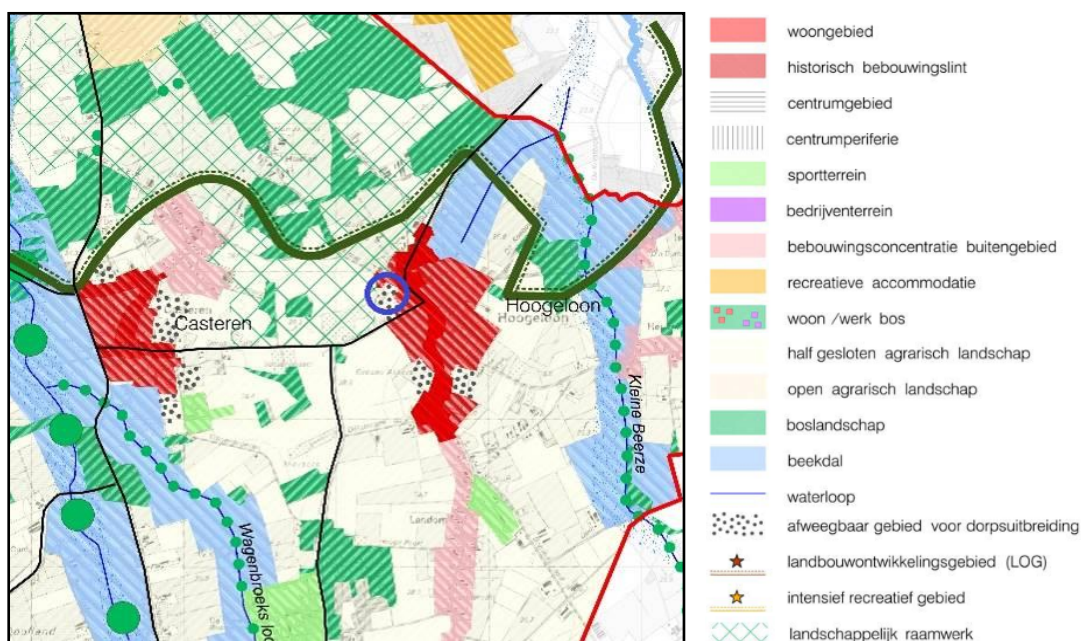 Casteren
Hoogeloon
Hoogeloon
Kleine Beerze
Wagenbroeks loo
woongebied
historisch bebouwingslint
centrumgebied
centrumperiferie
sportterrein
bedrijventerrein
bebouwingsconcentratie buitengebied
recreatieve accommodatie
woon /werk bos
half gesloten agrarisch landschap
open agrarisch landschap
boslandschap
beekdal
waterloop
afweegbaar gebied voor dorpsuitbreiding
landbouwontwikkelingsgebied (LOG)
intensief recreatief gebied
landschappelijk raamwerk